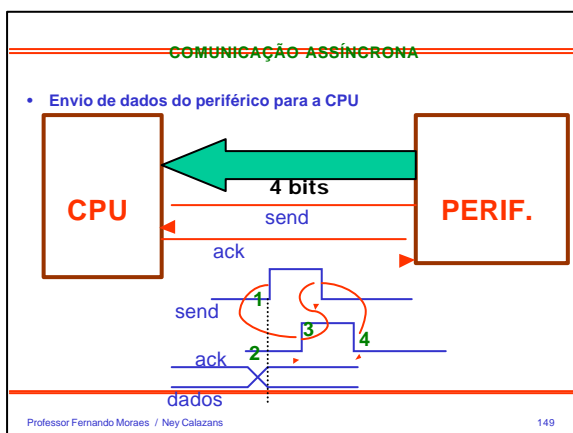 COMUNICAÇÃO ASSÍNCRONA
• Envio de dados do periférico para a CPU
4 bits
CPU
PERIF.
send
ack
1
send
3
4
2
ack
dados
Professor Fernando Moraes / Ney Calazans
149